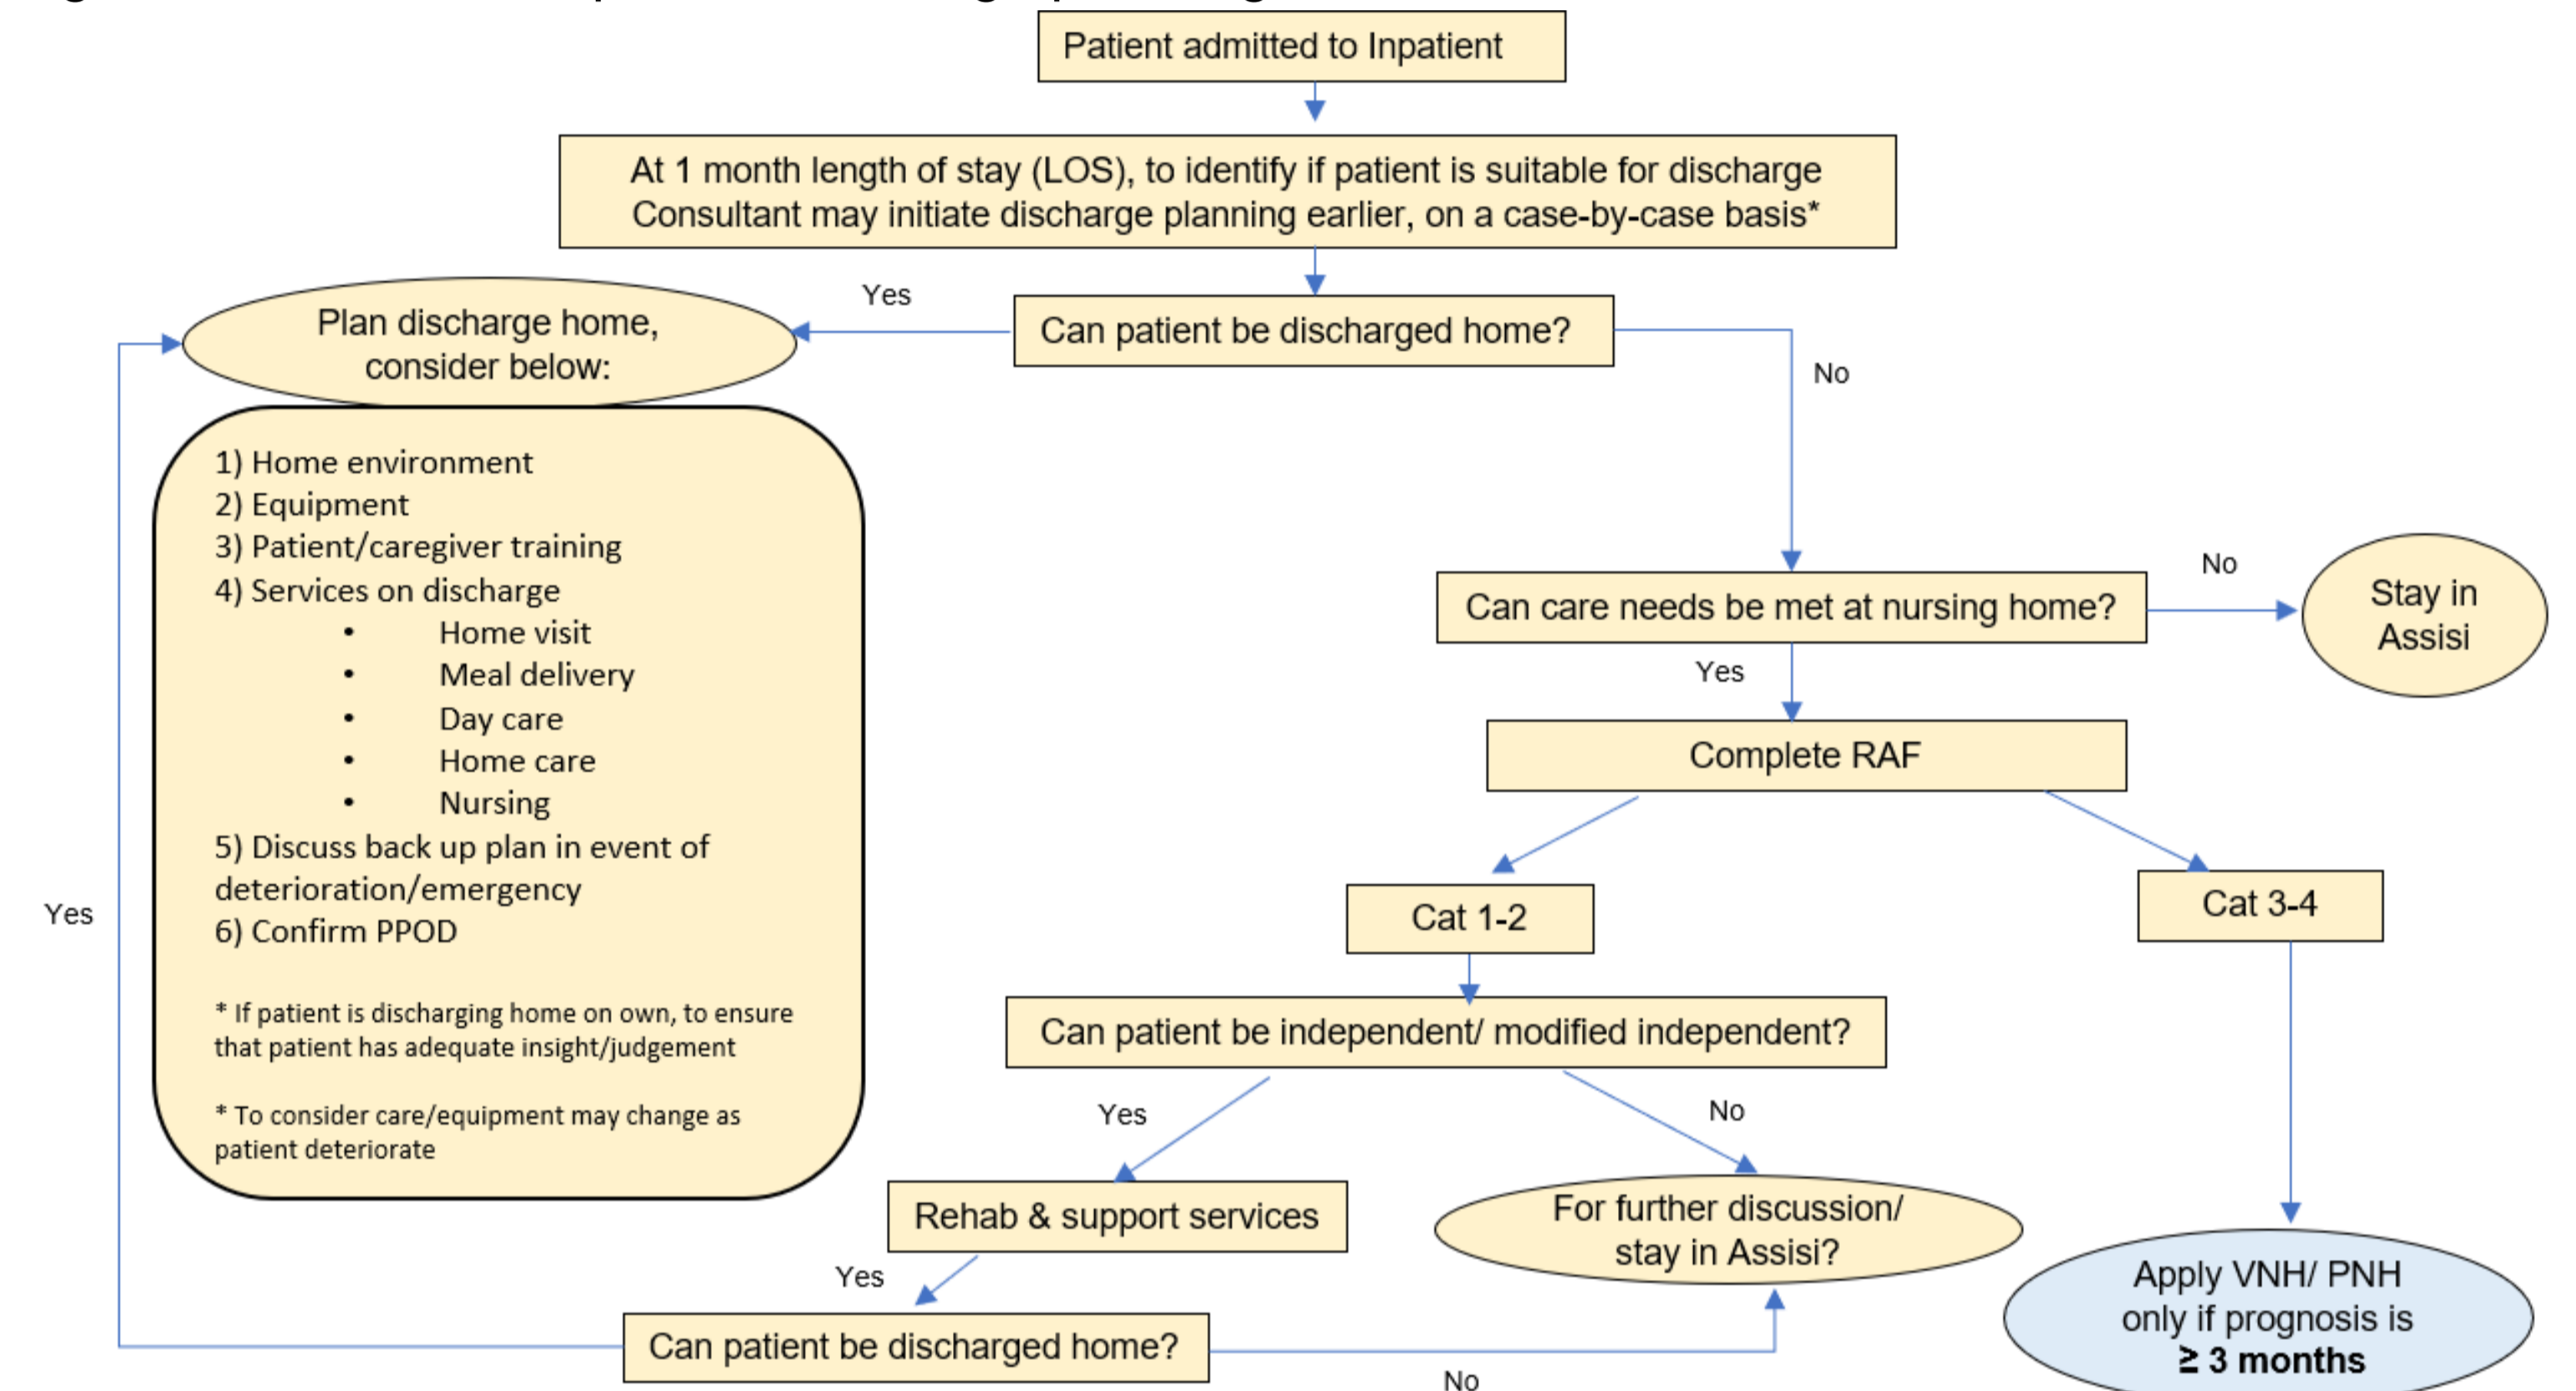 Patient admitted to Inpatient
At 1 month length of stay (LOS), to identify if patient is suitable for discharge
Consultant may initiate discharge planning earlier, on a case-by-case basis*
Yes
Can patient be discharged home?
No
Plan discharge home,
consider below:
1) Home environment
2) Equipment
3) Patient/caregiver training
4) Services on discharge
• Home visit
• Meal delivery
• Day care
• Home care
• Nursing
5) Discuss back up plan in event of
deterioration/emergency
6) Confirm PPOD
* If patient is discharging home on own, to ensure
that patient has adequate insight/judgement
* To consider care/equipment may change as
patient deteriorate
Yes
Can care needs be met at nursing home?
No
Stay in
Assisi
Yes
Complete RAF
Cat 1-2
Cat 3-4
Can patient be independent/ modified independent?
Yes
No
Rehab & support services
For further discussion/
stay in Assisi?
Yes
Can patient be discharged home?
No
Apply VNH/ PNH
only if prognosis is
≥ 3 months